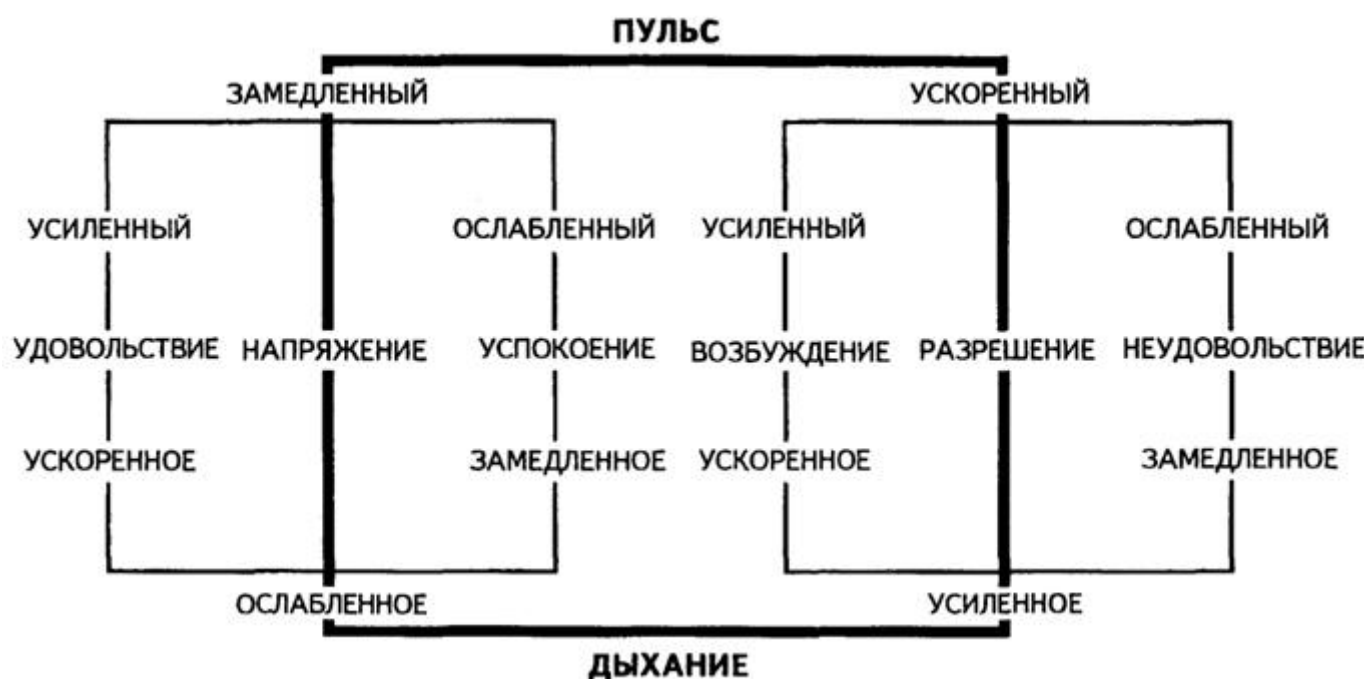 ПУЛЬС
ЗАМЕДЛЕННЫЙ УСКОРЕННЫЙ
УСИЛЕННЫЙ ОСЛАБЛЕННЫЙ УСИЛЕННЫЙ ОСЛАБЛЕННЫЙ
УДОВОЛЬСТВИЕ НАПРЯЖЕНИЕ УСПОКОЕНИЕ ВОЗБУЖДЕНИЕ РАЗРЕШЕНИЕ НЕУДОВОЛЬСТВИЕ
УСКОРЕННОЕ ЗАМЕДЛЕННОЕ УСКОРЕННОЕ ЗАМЕДЛЕННОЕ
ОСЛАБЛЕННОЕ УСИЛЕННОЕ
ДЫХАНИЕ